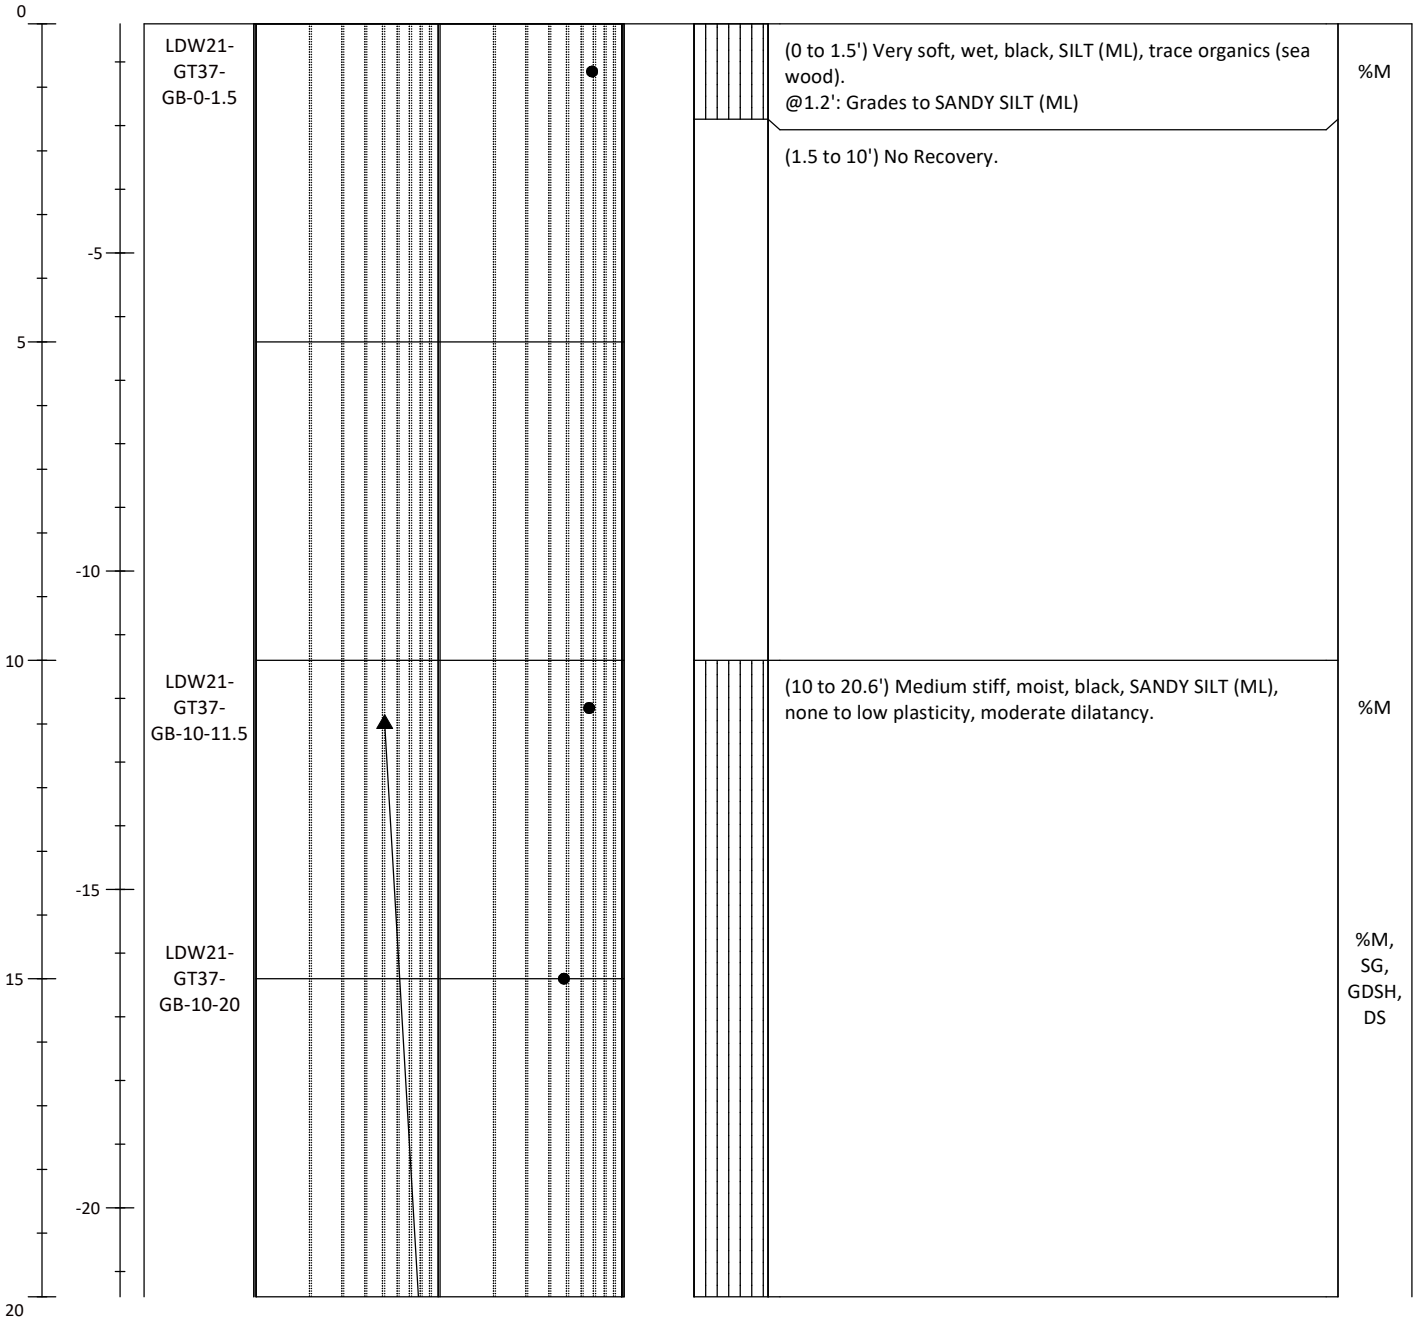 0
LDW21-
GT37-
GB-0-1.5
(0 to 1.5') Very soft, wet, black, SILT (ML), trace organics (sea
wood).
@1.2': Grades to SANDY SILT (ML)
%M
(1.5 to 10') No Recovery.
-5
5
-10
10
LDW21-
GT37-
GB-10-11.5
(10 to 20.6') Medium stiff, moist, black, SANDY SILT (ML),
none to low plasticity, moderate dilatancy.
%M
-15
15
LDW21-
GT37-
GB-10-20
%M,
SG,
GDSH,
DS
-20
20